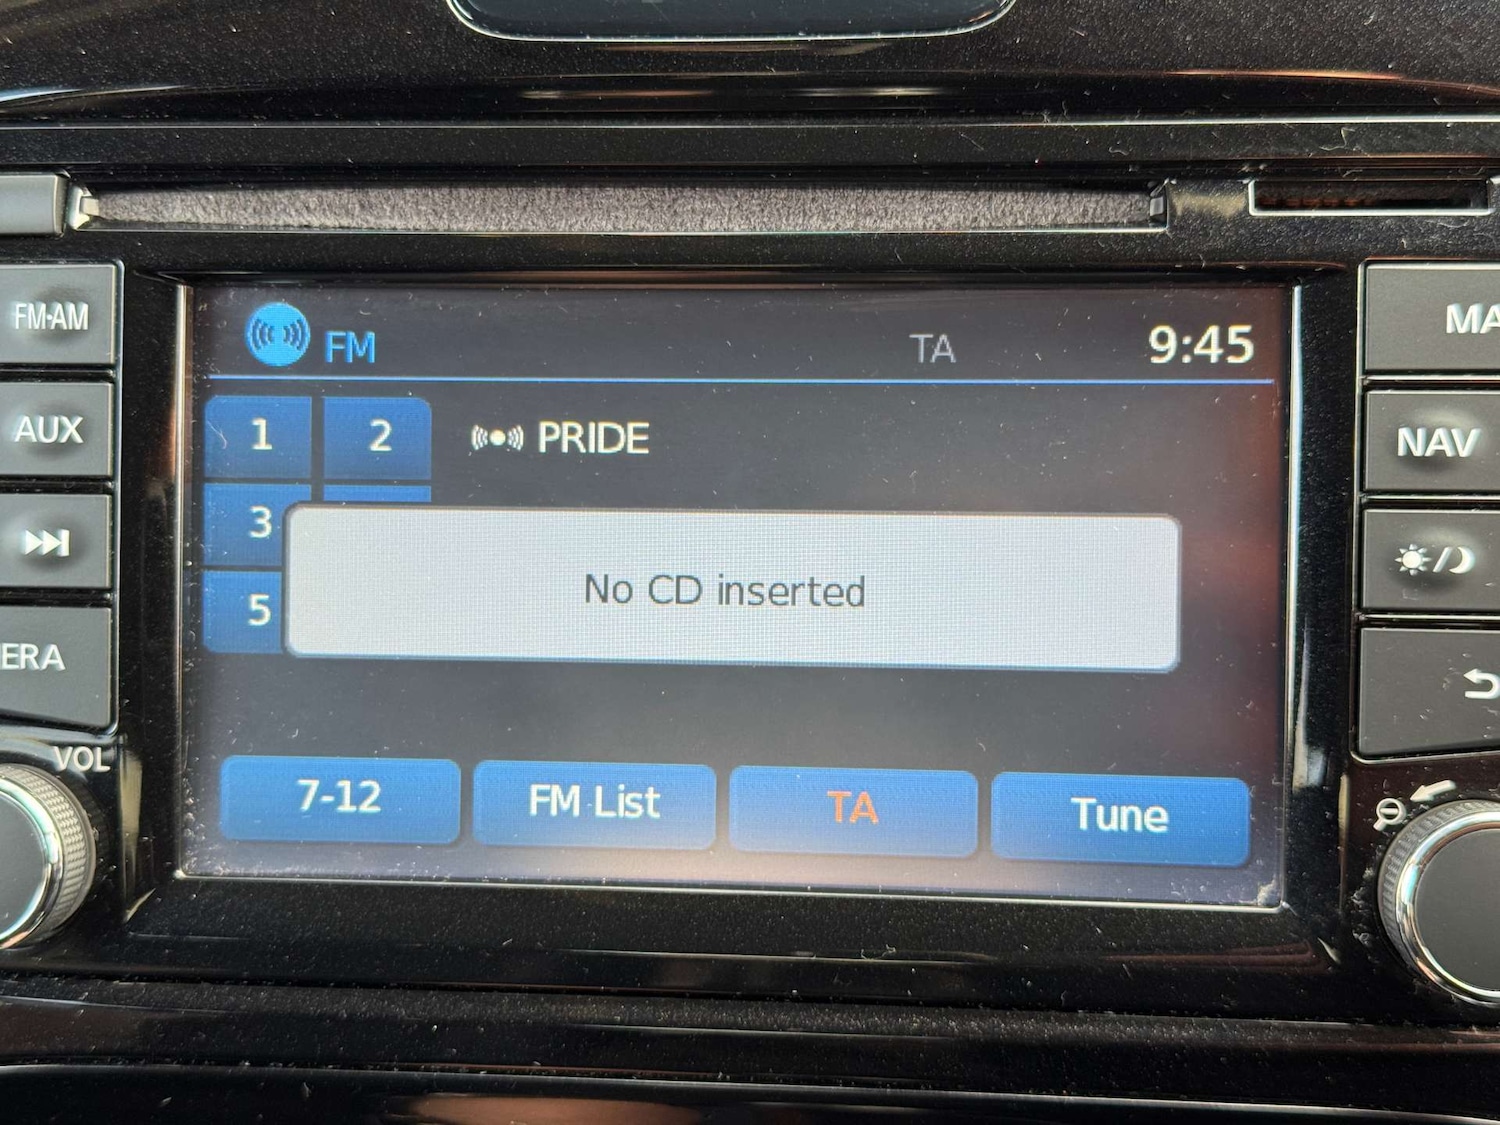 FM·AM
AUX
ERA
VOL
FM
TA
9:45
1
2
PRIDE
3
5
No CD inserted
7-12
FM List
TA
Tune
MA
NAV